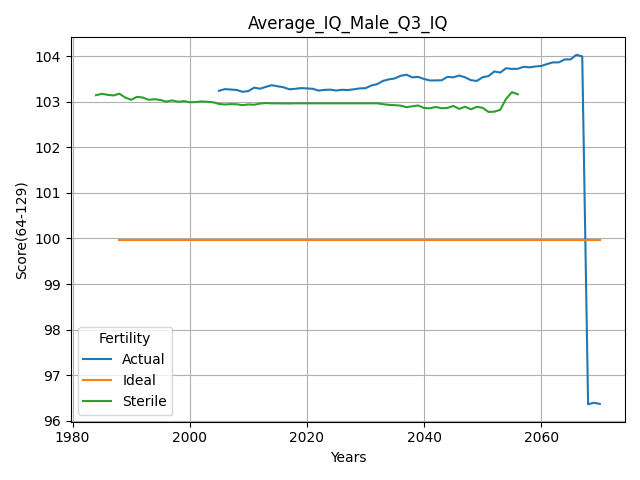 Average_IQ_Male_Q3_IQ
Score(64-129)
104
103
102
101
100
99
98
97
96
Fertility
Actual
Ideal
Sterile
1980
2000
2020
2040
2060
Years